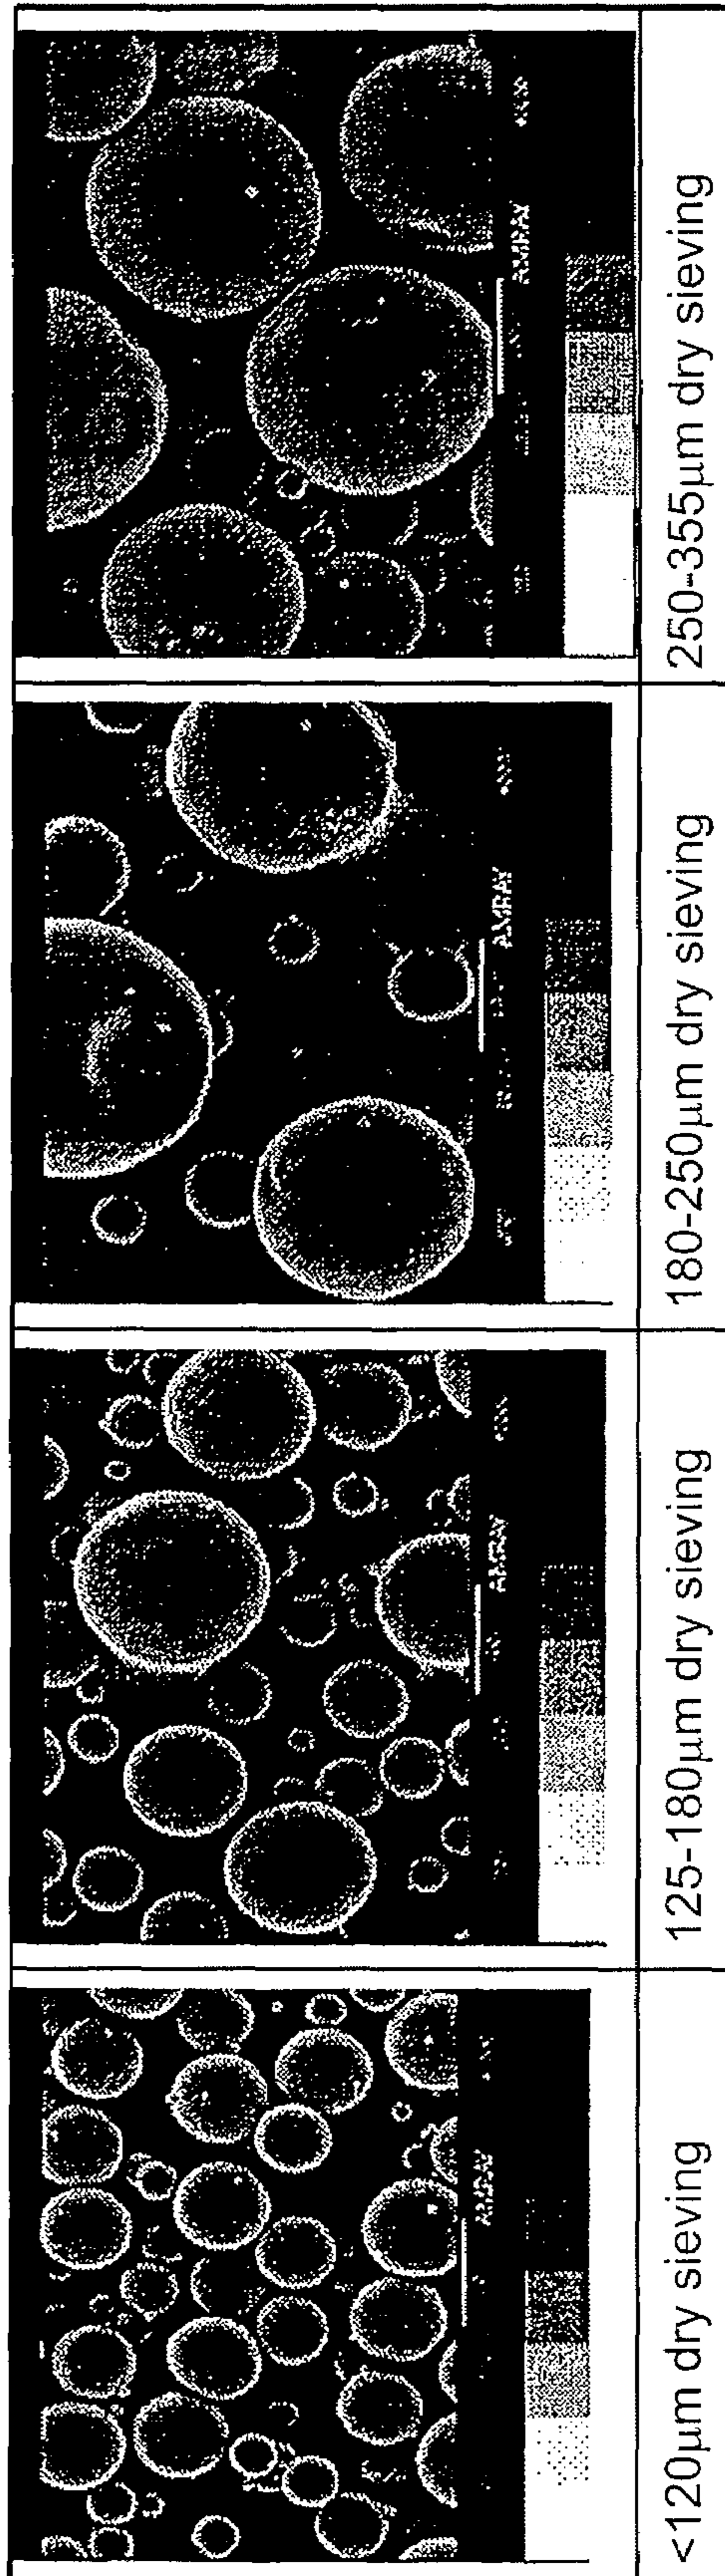 <120μm dry sieving
AMRAY
125-180μm dry sieving
AMRAY
180-250μm dry sieving
AMRAY
250-355μm dry sieving
AMRAY